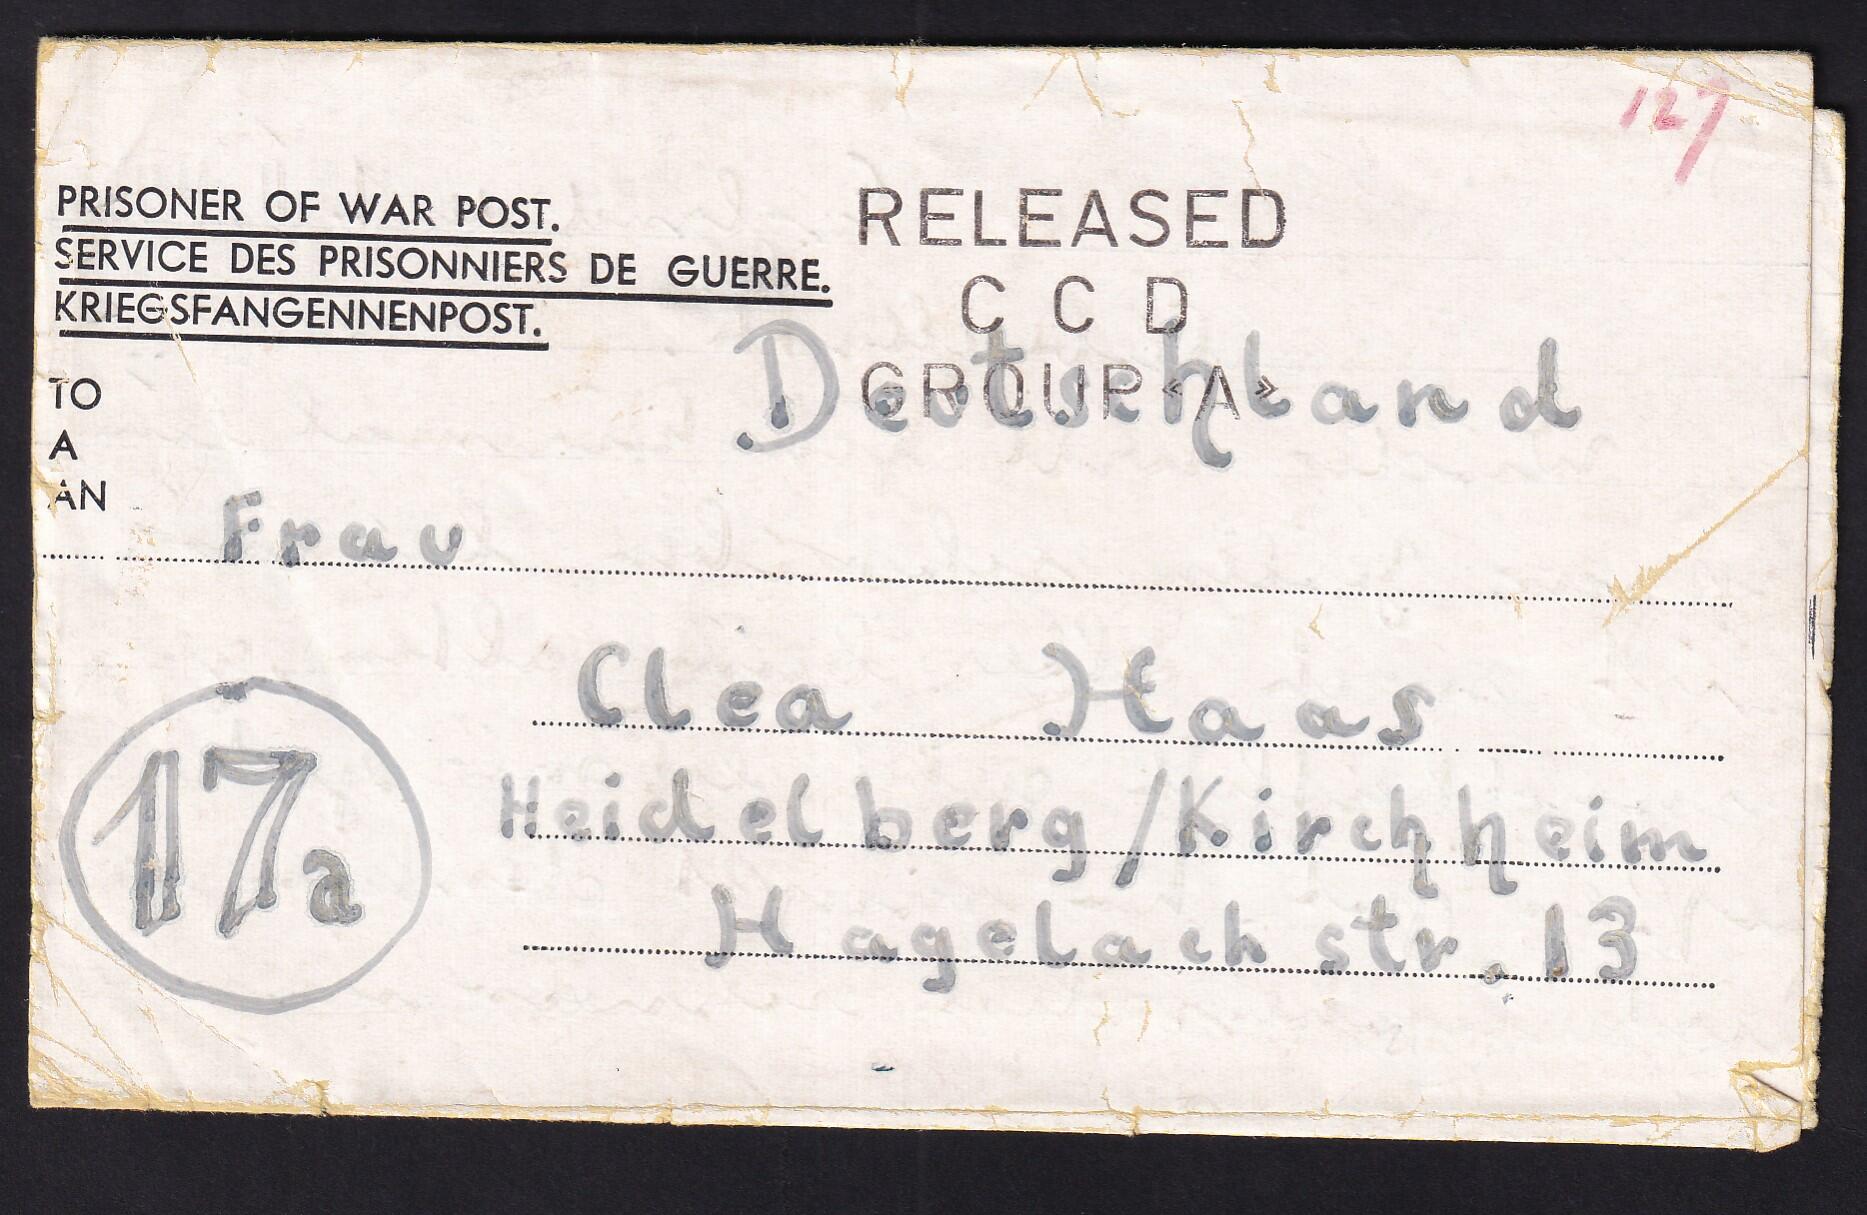 127
PRISONER OF WAR POST.
SERVICE DES PRISONNIERS DE GUERRE.
KRIEGSFANGENNENPOST.
RELEASED
C C D
GROUP «A»
Deutschland
TO
A
AN
Frau
Clea Haas
17a
Heidelberg/Kirchheim
Hagelachstr. 13